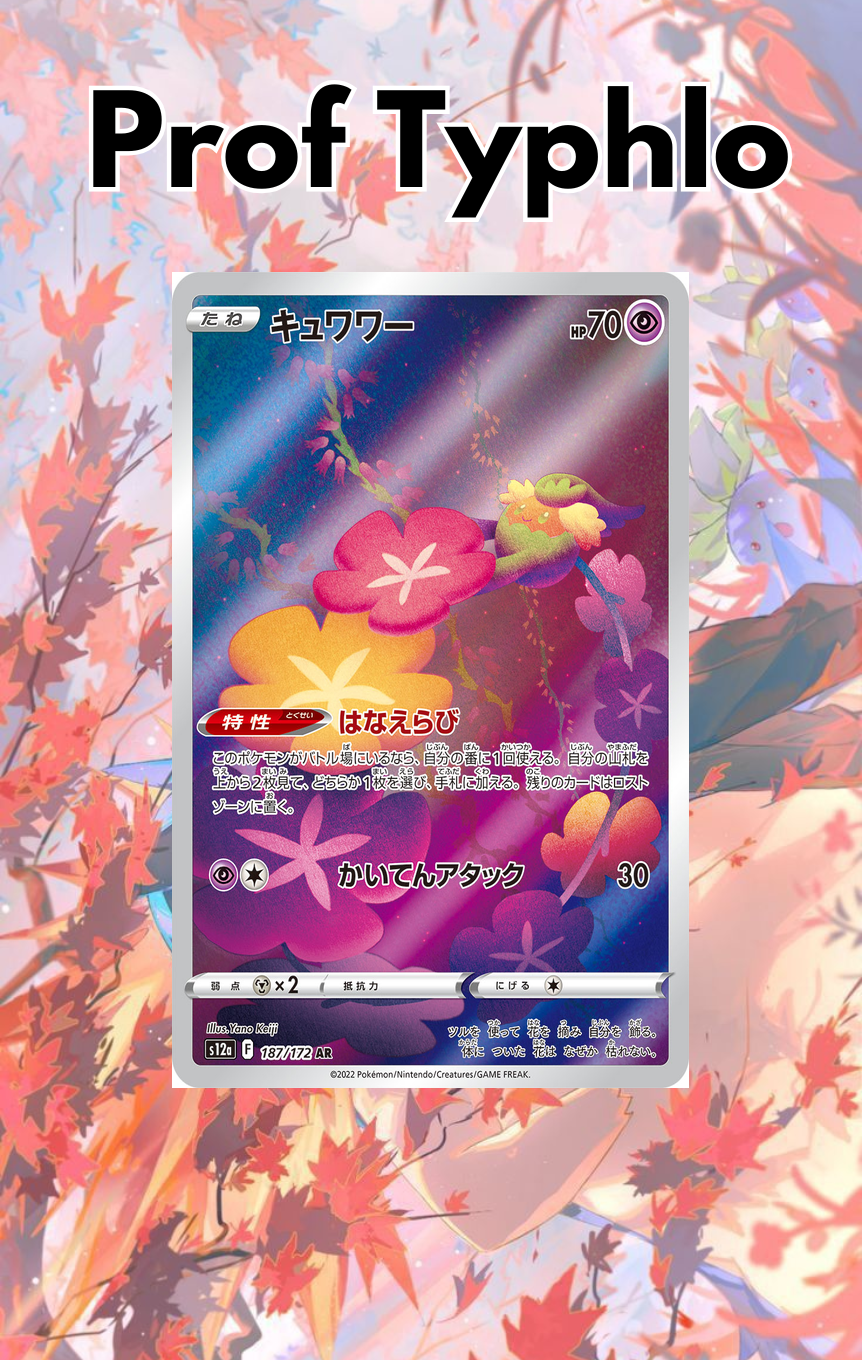 Prof Typhlo
たね キュワワー HP70
特性 とくせい はなえらび
このポケモンがバトル場にいるなら、自分の番に1回使える。自分の山札を
上から2枚見て、どちらか1枚を選び、手札に加える。残りのカードはロスト
ゾーンに置く。
かいてんアタック 30
弱点 ×2 抵抗力 にげる
Illus. Yano Keiji
ツルを 使って 花を 摘み 自分を 飾る。
体に ついた 花は なぜか 枯れない。
s12a F 187/172 AR
©2022 Pokémon/Nintendo/Creatures/GAME FREAK.